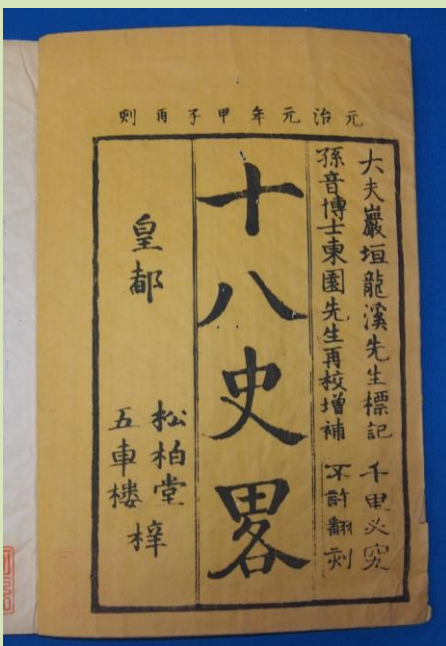 元治元年甲子再刻
大夫巖垣龍溪先生標記
千里必究
孫音博士東園先生再校增補
不許翻刻
十八史畧
皇都
松柏堂
五車樓
梓